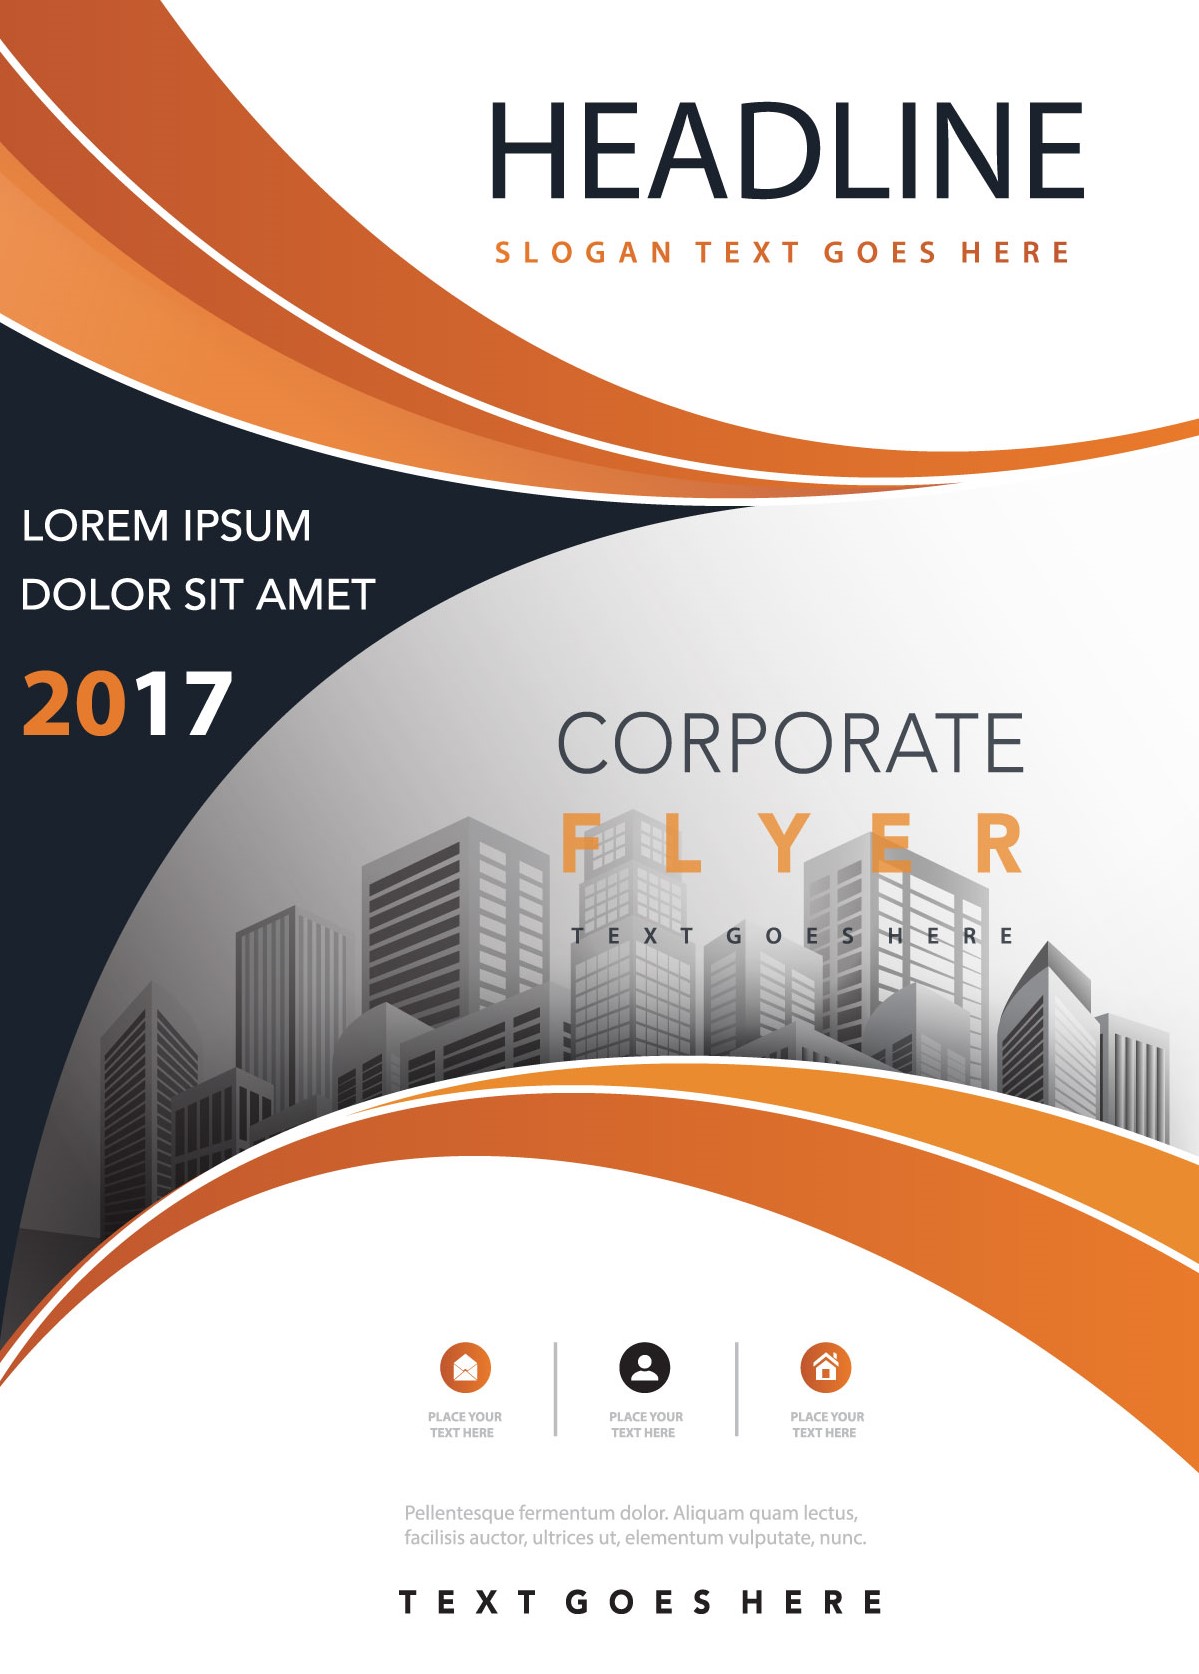 HEADLINE
SLOGAN TEXT GOES HERE
LOREM IPSUM
DOLOR SIT AMET
2017
CORPORATE
FLYER
TEXT GOES HERE
PLACE YOUR
TEXT HERE
PLACE YOUR
TEXT HERE
PLACE YOUR
TEXT HERE
Pellentesque fermentum dolor. Aliquam quam lectus,
facilisis auctor, ultrices ut, elementum vulputate, nunc.
TEXT GOES HERE